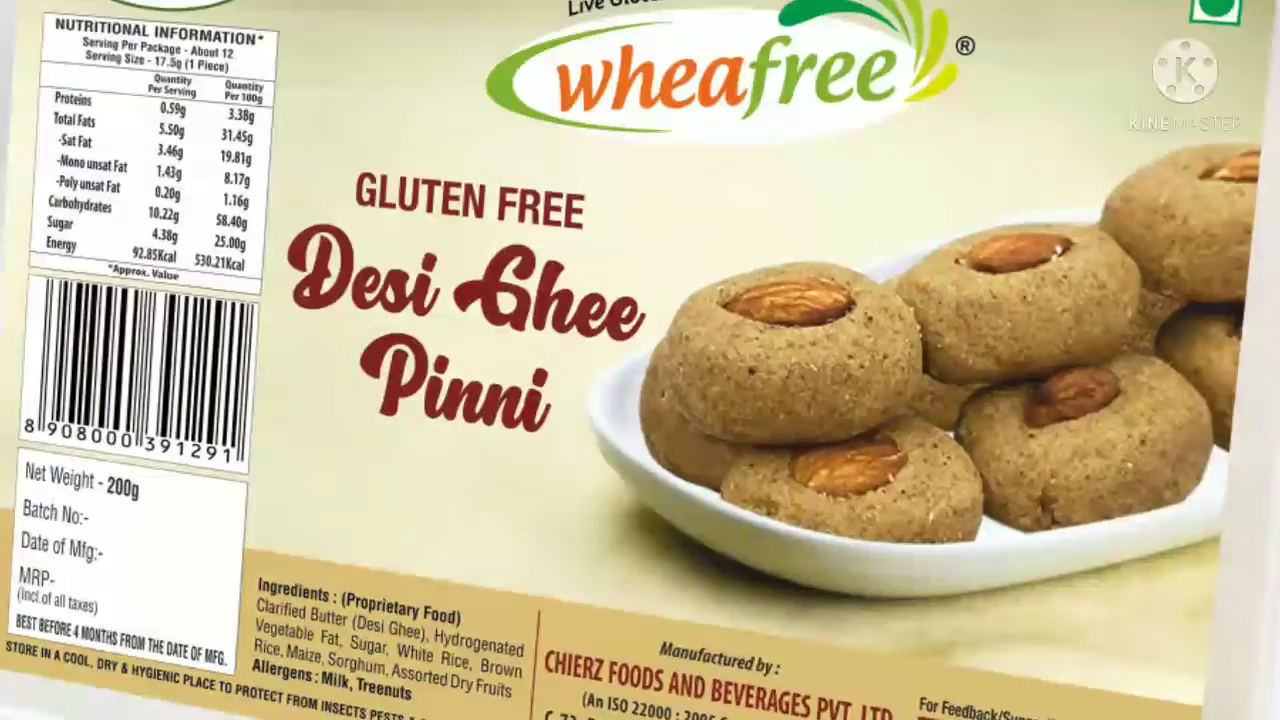 NUTRITIONAL INFORMATION*
Serving Per Package - About 12
Serving Size - 17.5g (1 Piece)
Quantity Per Serving Quantity Per 100g
Proteins 0.59g 3.38g
Total Fats 5.50g 31.45g
-Sat Fat 3.46g 19.81g
-Mono unsat Fat 1.43g 8.17g
-Poly unsat Fat 0.20g 1.16g
Carbohydrates 10.22g 58.40g
Sugar 4.38g 25.00g
Energy 92.85Kcal 530.21Kcal
*Approx. Value
8 908000 391291
Net Weight - 200g
Batch No:-
Date of Mfg:-
MRP-
(Incl.of all taxes)
BEST BEFORE 4 MONTHS FROM THE DATE OF MFG.
STORE IN A COOL, DRY & HYGIENIC PLACE TO PROTECT FROM INSECTS PESTS &
Live
wheafree ®
KINEMASTER
GLUTEN FREE
Desi Ghee
Pinni
Ingredients : (Proprietary Food)
Clarified Butter (Desi Ghee), Hydrogenated
Vegetable Fat, Sugar, White Rice, Brown
Rice, Maize, Sorghum, Assorted Dry Fruits
Allergens : Milk, Treenuts
Manufactured by :
CHIERZ FOODS AND BEVERAGES PVT. LTD
(An ISO 22000 :
For Feedback/